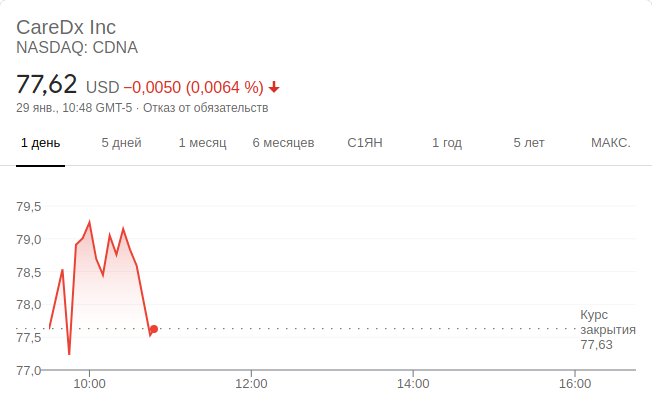 CareDx Inc
NASDAQ: CDNA
77,62 USD −0,0050 (0,0064 %)
29 янв., 10:48 GMT-5 · Отказ от обязательств
1 день 5 дней 1 месяц 6 месяцев С1ЯН 1 год 5 лет МАКС.
79,5
79,0
78,5
78,0
Курс
закрытия
77,63
77,5
77,0
10:00 12:00 14:00 16:00